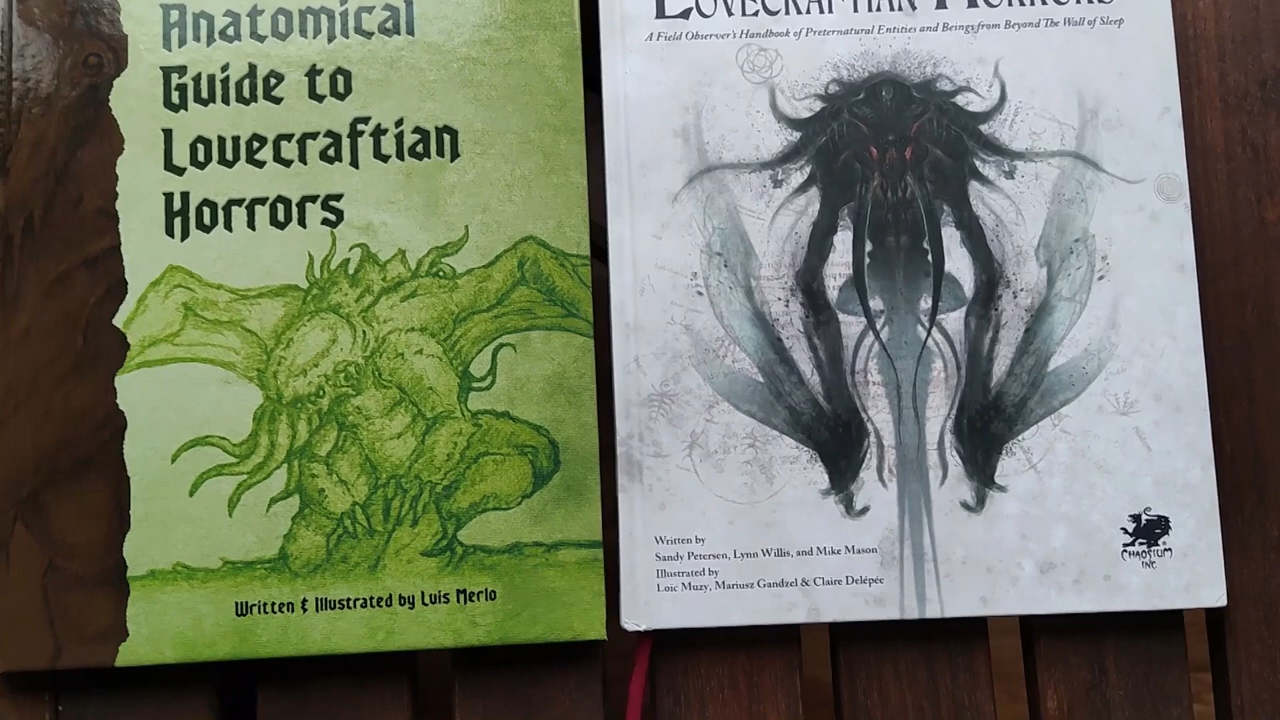 Anatomical
Guide to
Lovecraftian
Horrors
Written & Illustrated by Luis Merlo
Lovecraftian Horrors
A Field Observer's Handbook of Preternatural Entities and Beings from Beyond The Wall of Sleep
Written by
Sandy Petersen, Lynn Willis, and Mike Mason
Illustrated by
Loic Muzy, Mariusz Gandzel & Claire Delépée
CHAOSIUM
INC